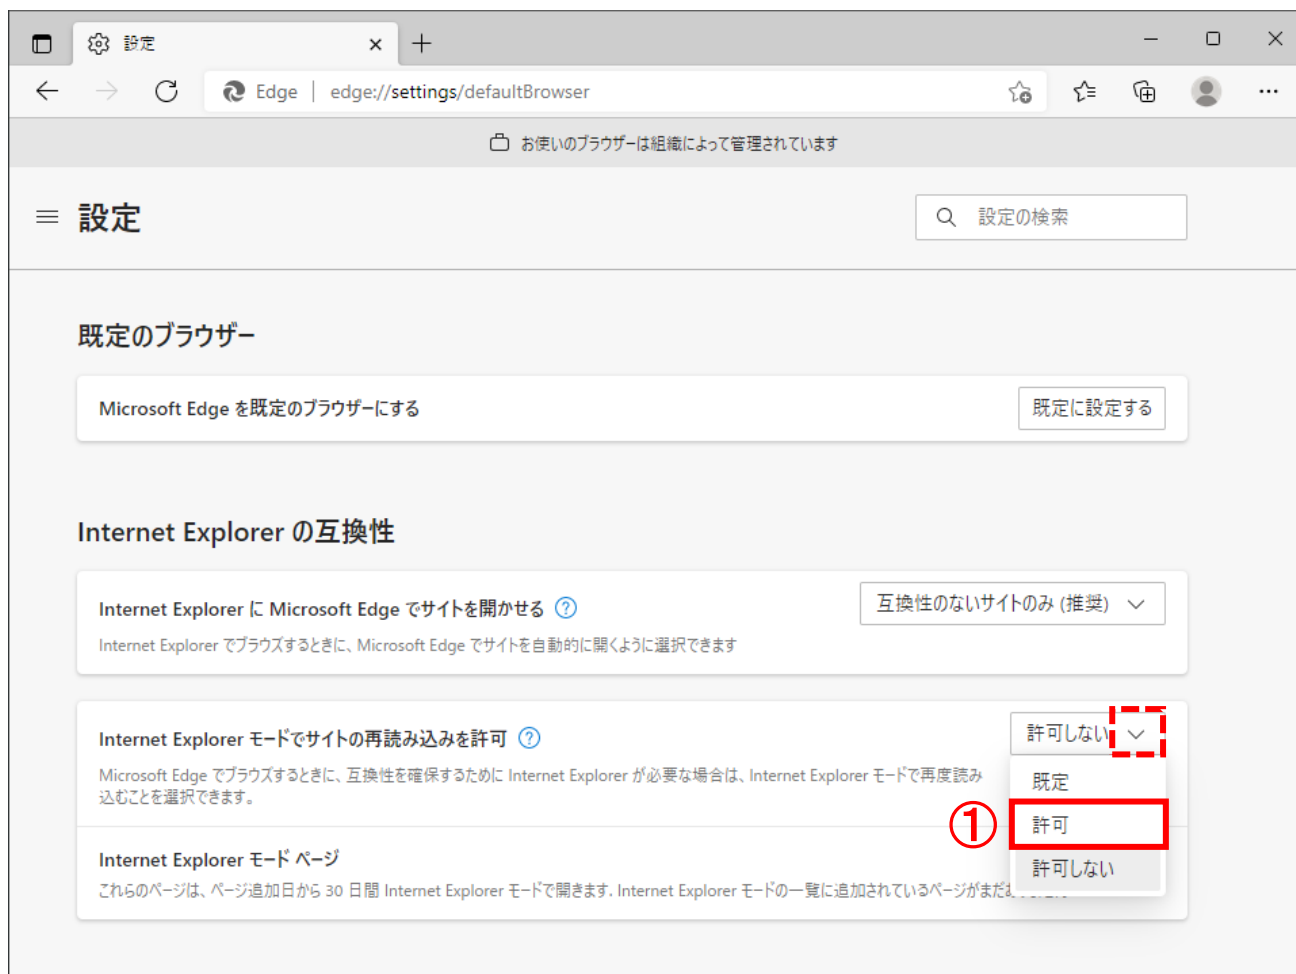 設定
Edge | edge://settings/defaultBrowser
お使いのブラウザーは組織によって管理されています
設定
設定の検索
既定のブラウザー
Microsoft Edge を既定のブラウザーにする
既定に設定する
Internet Explorer の互換性
Internet Explorer に Microsoft Edge でサイトを開かせる ?
互換性のないサイトのみ (推奨)
Internet Explorer でブラウズするときに、Microsoft Edge でサイトを自動的に開くように選択できます
Internet Explorer モードでサイトの再読み込みを許可 ?
許可しない
Microsoft Edge でブラウズするときに、互換性を確保するために Internet Explorer が必要な場合は、Internet Explorer モードで再度読み
込むことを選択できます。
既定
①
許可
許可しない
Internet Explorer モード ページ
これらのページは、ページ追加日から 30 日間 Internet Explorer モードで開きます. Internet Explorer モードの一覧に追加されているページがまだ